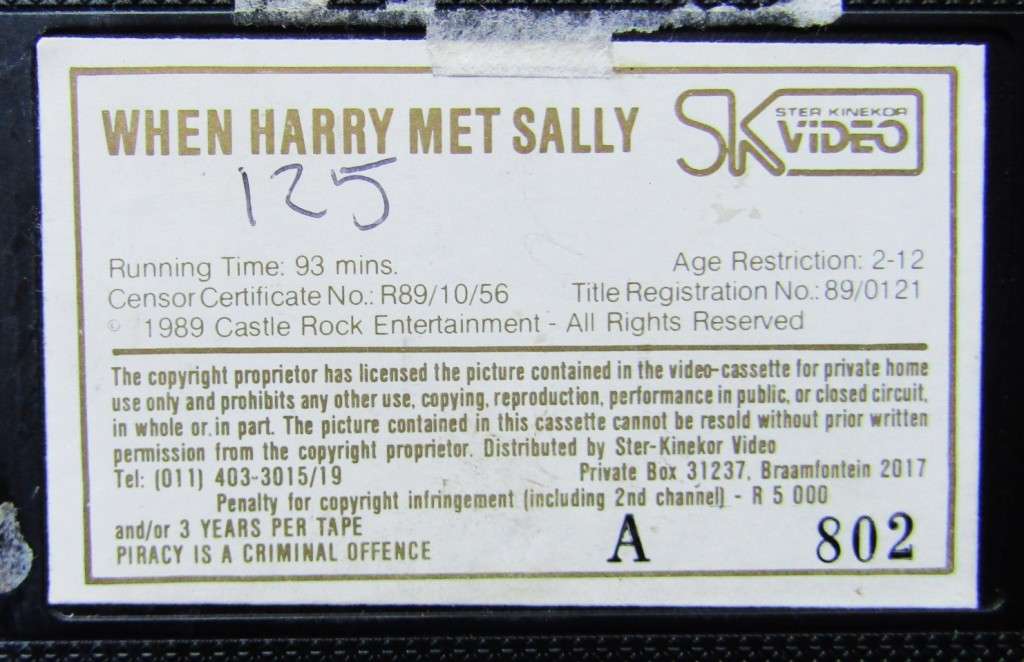 WHEN HARRY MET SALLY
SK STER KINEKOR
VIDEO
125
Running Time: 93 mins.
Age Restriction: 2-12
Censor Certificate No.: R89/10/56
Title Registration No.: 89/0121
© 1989 Castle Rock Entertainment - All Rights Reserved
The copyright proprietor has licensed the picture contained in the video-cassette for private home
use only and prohibits any other use, copying, reproduction, performance in public, or closed circuit,
in whole or in part. The picture contained in this cassette cannot be resold without prior written
permission from the copyright proprietor. Distributed by Ster-Kinekor Video
Tel: (011) 403-3015/19
Private Box 31237, Braamfontein 2017
Penalty for copyright infringement (including 2nd channel) - R 5 000
and/or 3 YEARS PER TAPE
PIRACY IS A CRIMINAL OFFENCE
A 802